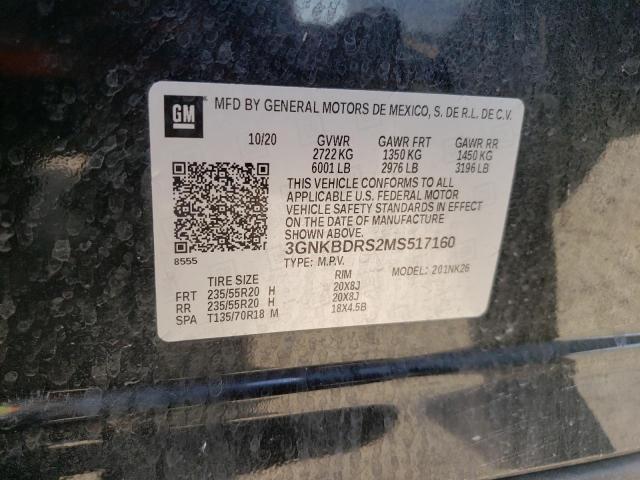 GM
MFD BY GENERAL MOTORS DE MEXICO, S. DE R.L. DE C.V.
10/20 GVWR GAWR FRT GAWR RR
2722 KG 1350 KG 1450 KG
6001 LB 2976 LB 3196 LB
THIS VEHICLE CONFORMS TO ALL
APPLICABLE U.S. FEDERAL MOTOR
VEHICLE SAFETY STANDARDS IN EFFECT
ON THE DATE OF MANUFACTURE
SHOWN ABOVE.
3GNKBDRS2MS517160
8555 TYPE: M.P.V. MODEL: 201NK26
TIRE SIZE RIM
FRT 235/55R20 H 20X8J
RR 235/55R20 H 20X8J
SPA T135/70R18 M 18X4.5B